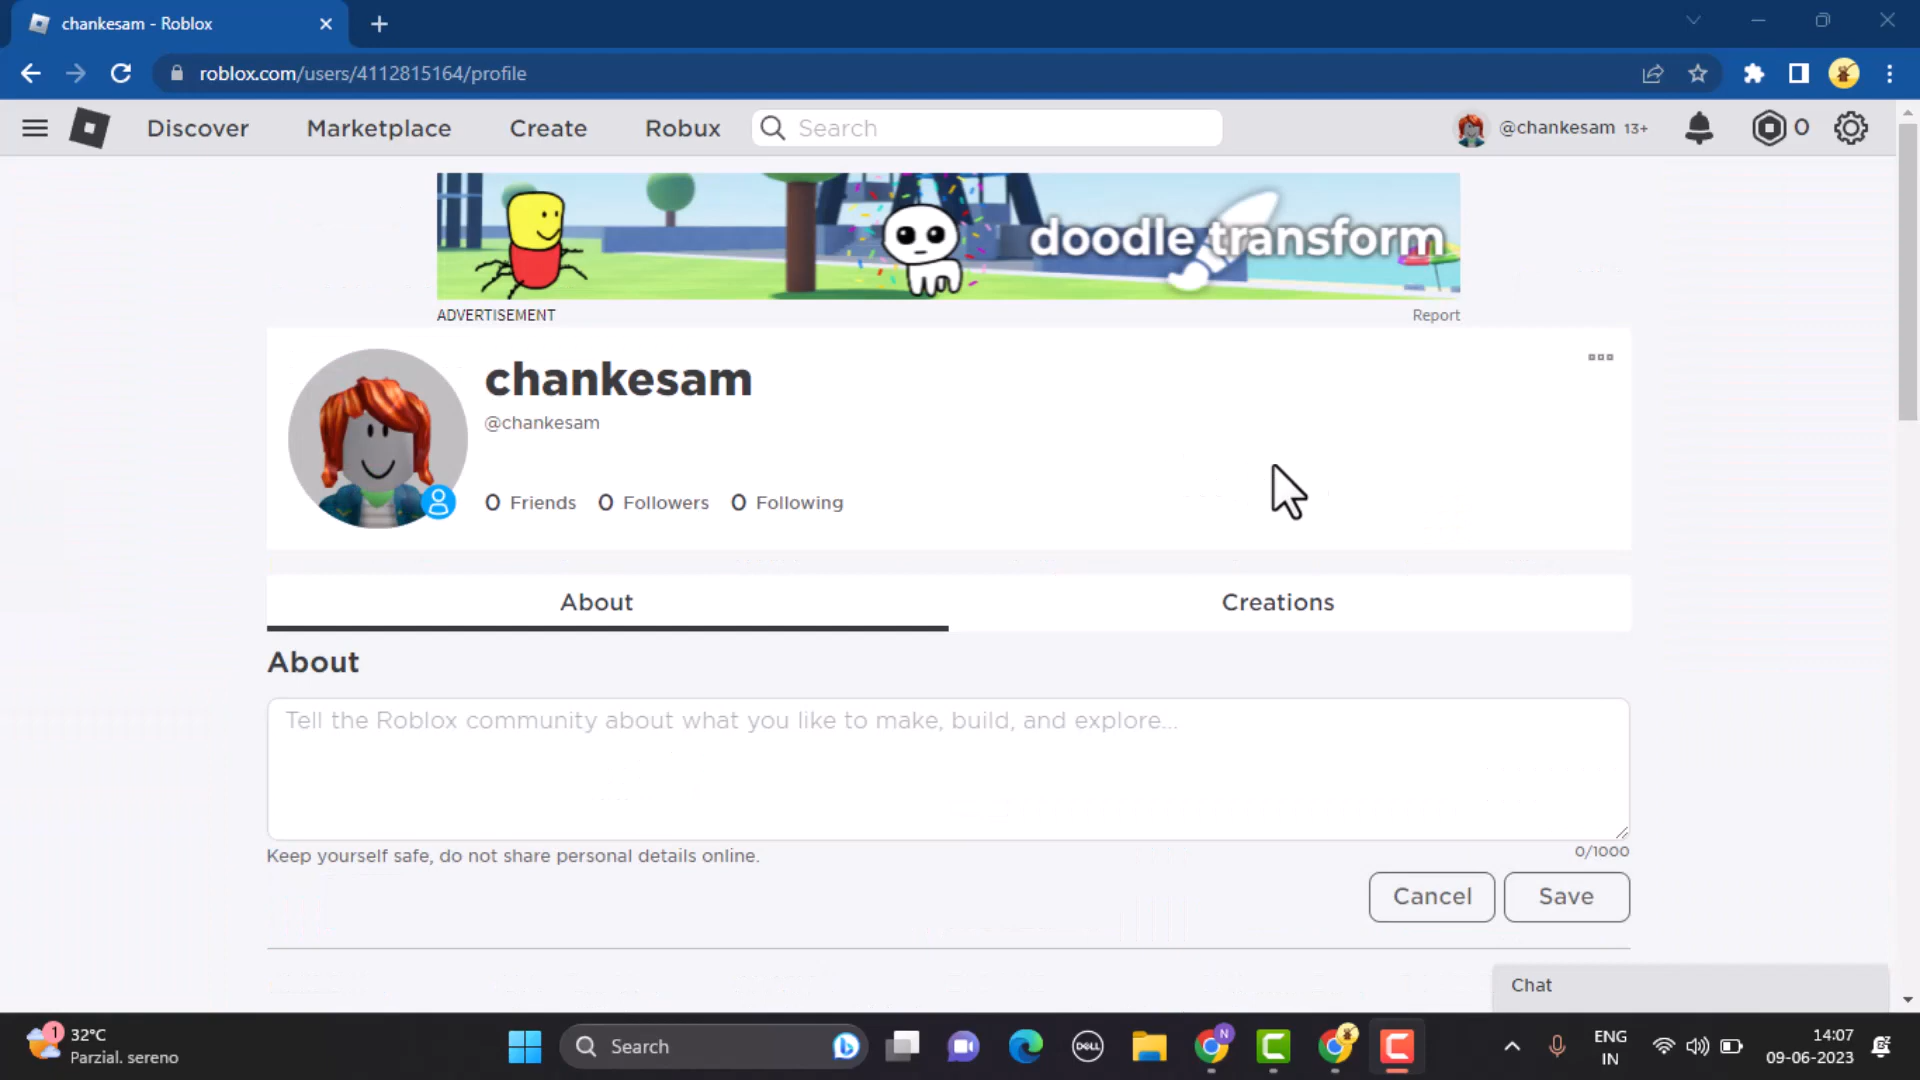 chankesam - Roblox
roblox.com/users/4112815164/profile
Discover Marketplace Create Robux Search @chankesam 13+ 0
doodle transform
ADVERTISEMENT Report
chankesam
@chankesam
0 Friends 0 Followers 0 Following
About Creations
About
Tell the Roblox community about what you like to make, build, and explore...
Keep yourself safe, do not share personal details online. 0/1000
Cancel Save
Chat
1 32°C
Parzial. sereno
Search
DELL
N
ENG
IN
14:07
09-06-2023